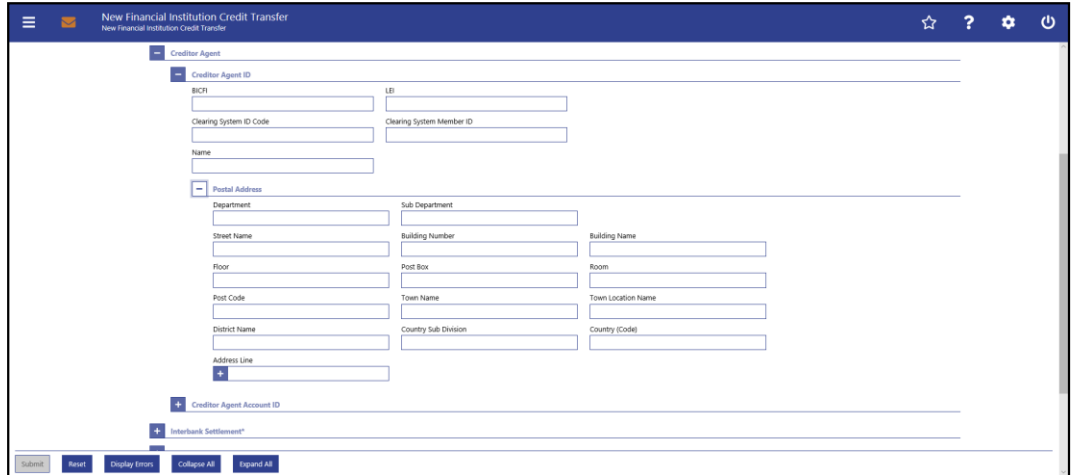 New Financial Institution Credit Transfer
New Financial Institution Credit Transfer
Creditor Agent
Creditor Agent ID
BICFI LEI
Clearing System ID Code Clearing System Member ID
Name
Postal Address
Department Sub Department
Street Name Building Number Building Name
Floor Post Box Room
Post Code Town Name Town Location Name
District Name Country Sub Division Country (Code)
Address Line
Creditor Agent Account ID
Interbank Settlement*
Submit Reset Display Errors Collapse All Expand All